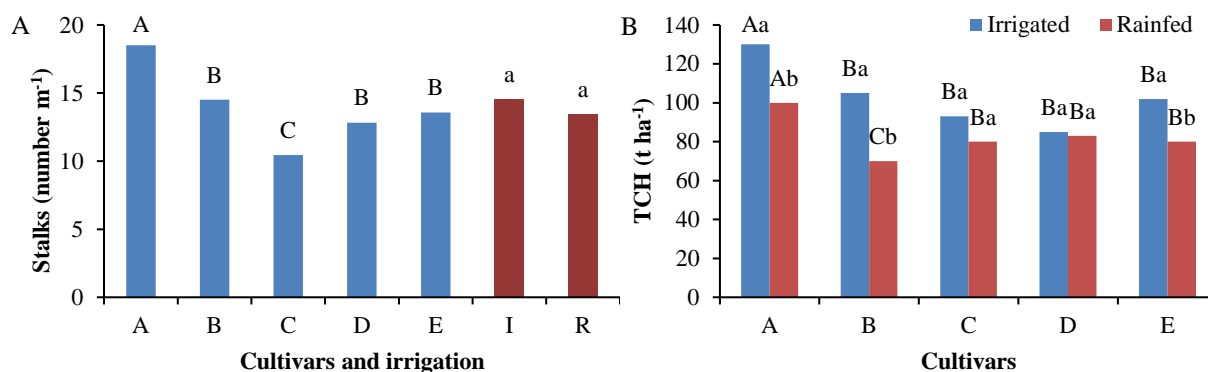 A
Stalks (number m-1)
20
15
10
5
0
A
B
C
B
B
a
a
A B C D E I R
Cultivars and irrigation
B
Irrigated Rainfed
TCH (t ha-1)
140
120
100
80
60
40
20
0
Aa
Ab
Ba
Cb
Ba
Ba
Ba Ba
Ba
Bb
A B C D E
Cultivars